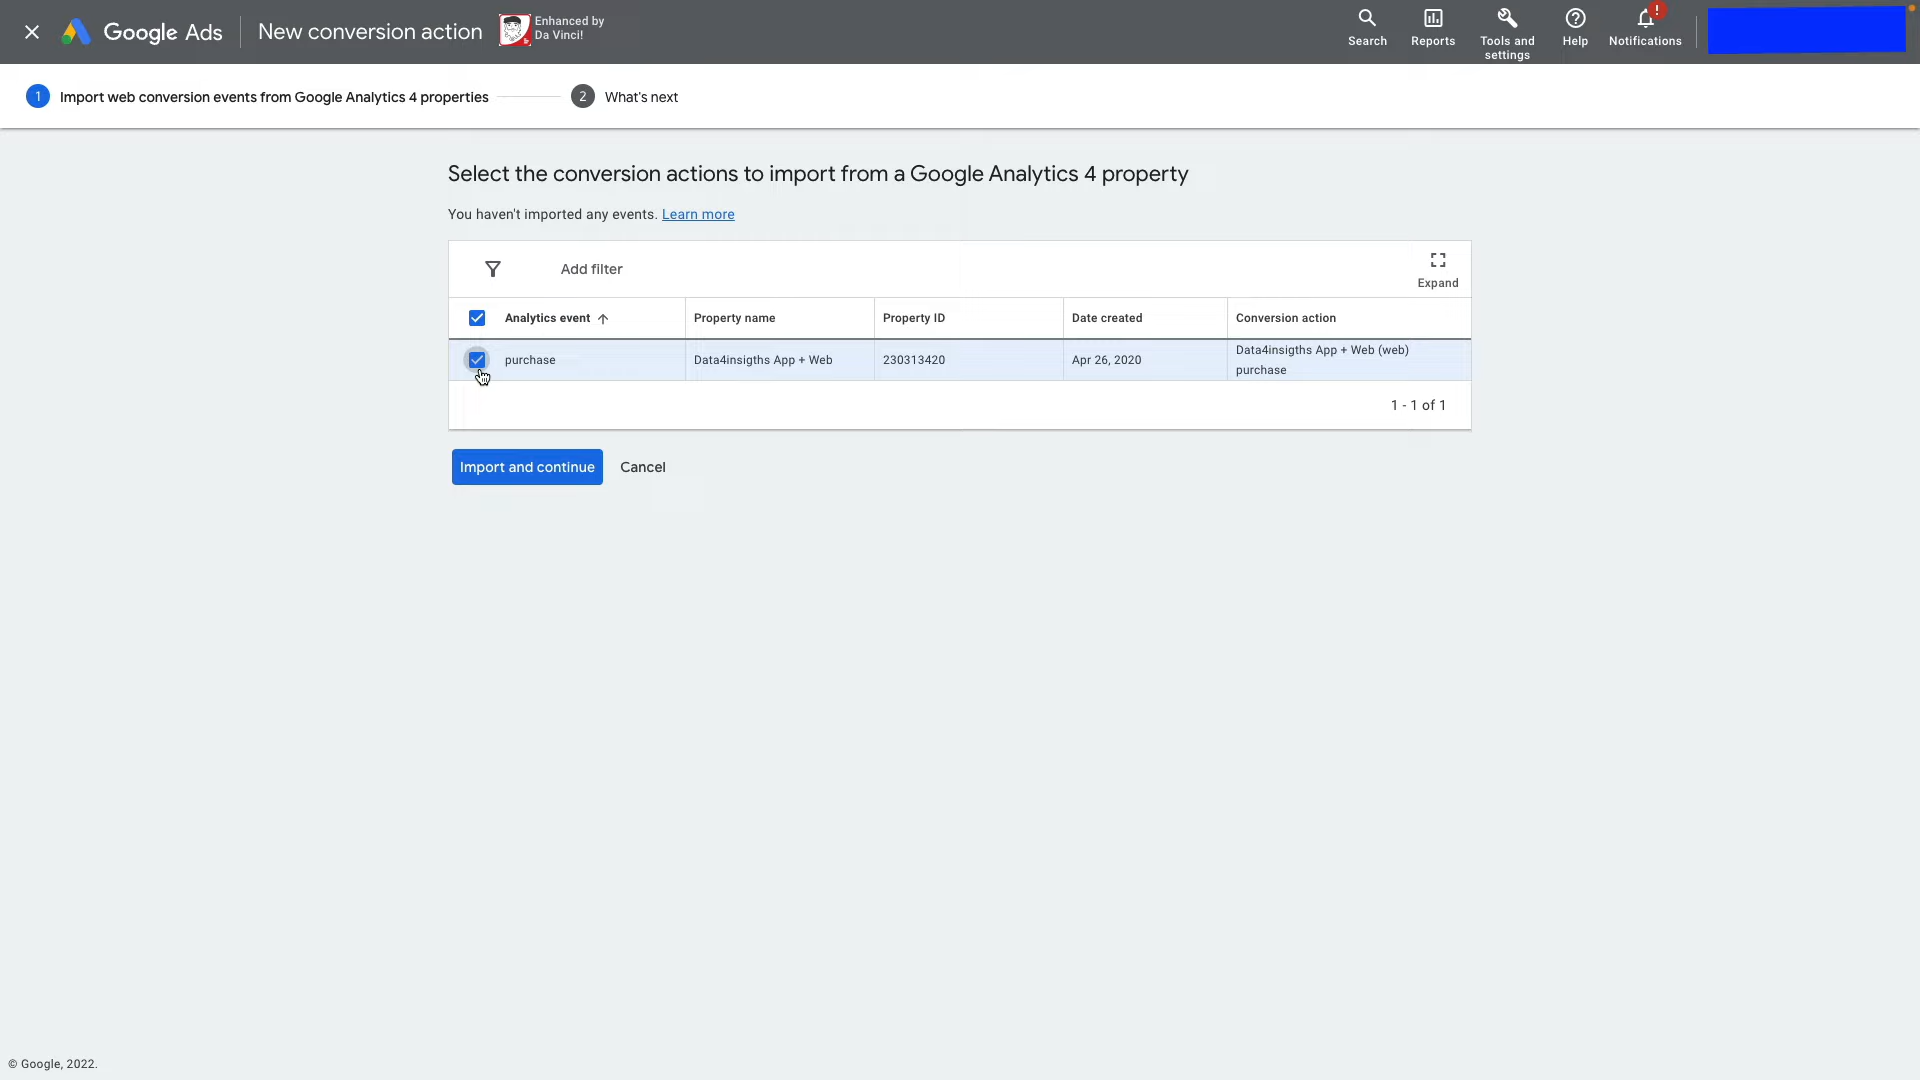 Google Ads
New conversion action
Enhanced by
Da Vinci!
Search
Reports
Tools and
settings
Help
!
Notifications
1 Import web conversion events from Google Analytics 4 properties
2 What's next
Select the conversion actions to import from a Google Analytics 4 property
You haven't imported any events. Learn more
Add filter
Expand
Analytics event Property name Property ID Date created Conversion action
purchase Data4insigths App + Web 230313420 Apr 26, 2020 Data4insigths App + Web (web)
purchase
1 - 1 of 1
Import and continue Cancel
© Google, 2022.